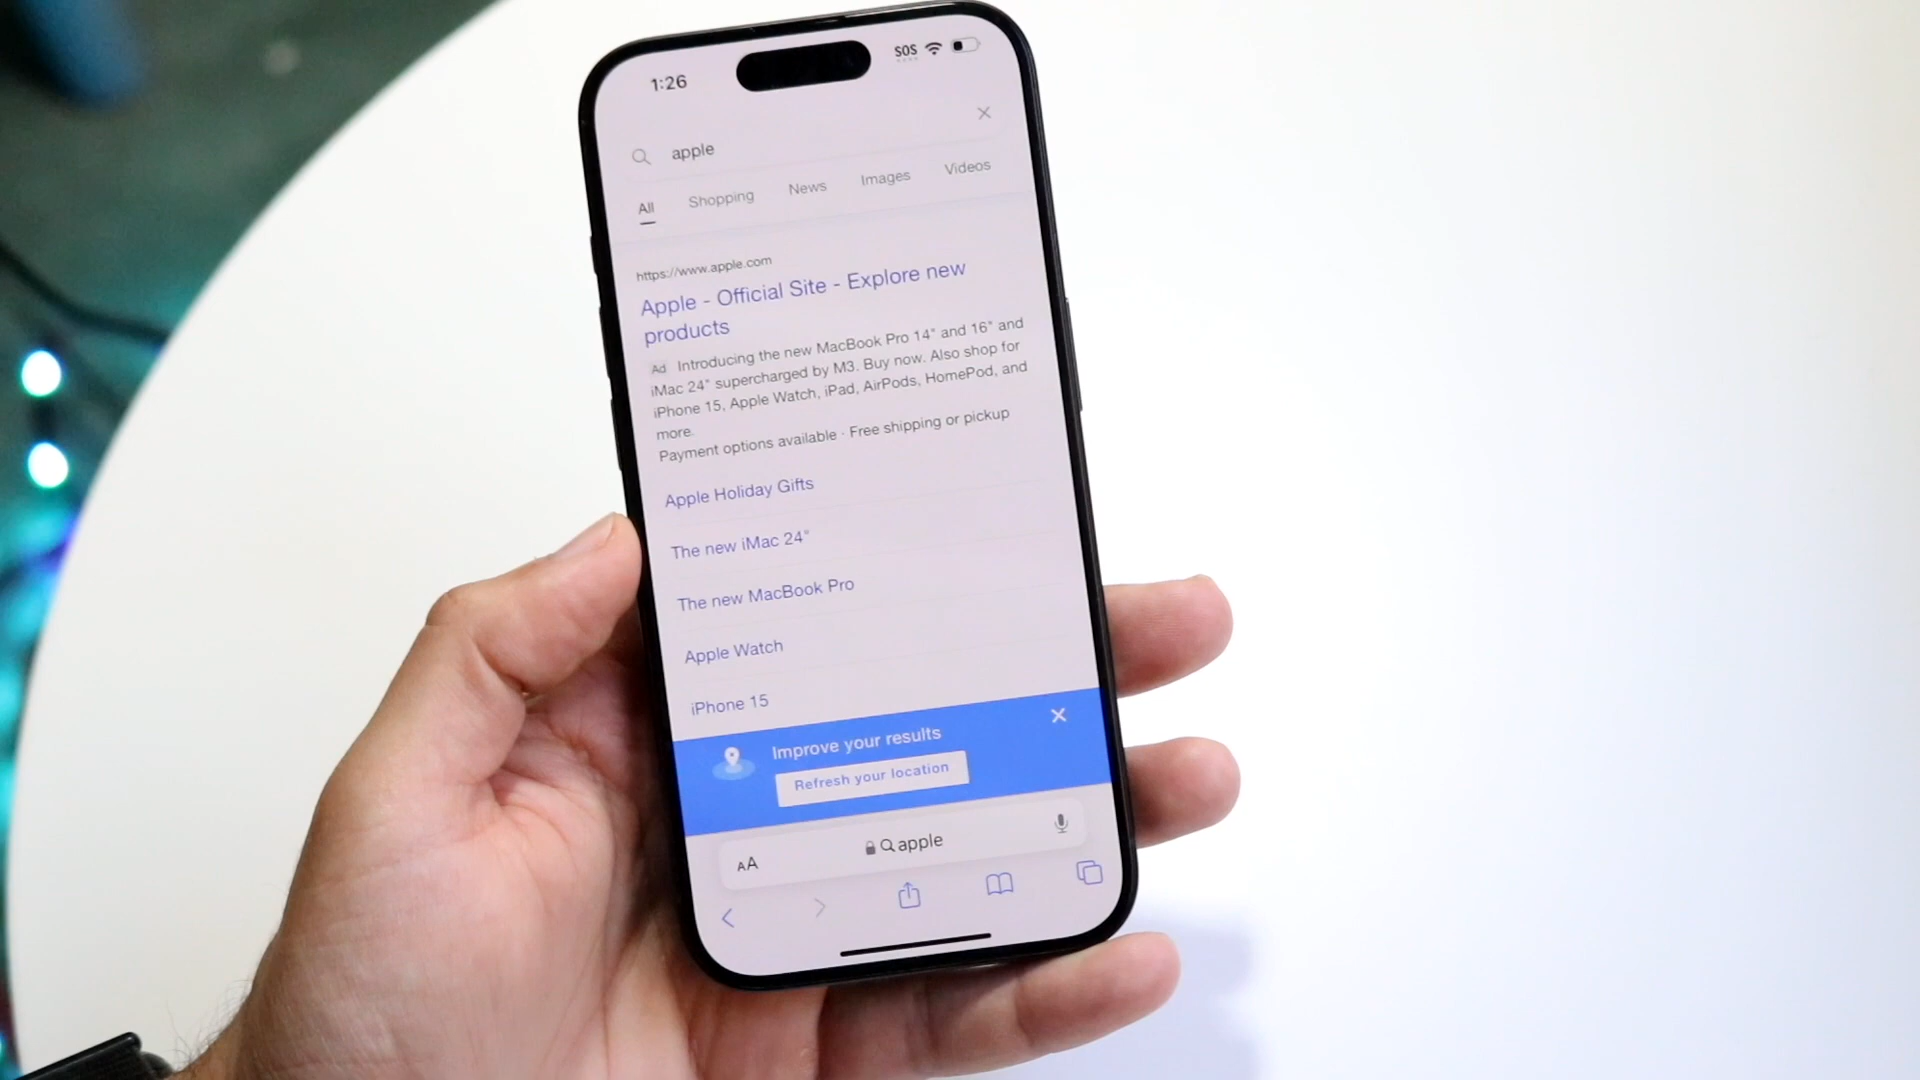 1:26
SOS
apple
All Shopping News Images Videos
https://www.apple.com
Apple - Official Site - Explore new
products
Ad Introducing the new MacBook Pro 14" and 16" and
iMac 24" supercharged by M3. Buy now. Also shop for
iPhone 15, Apple Watch, iPad, AirPods, HomePod, and
more.
Payment options available · Free shipping or pickup
Apple Holiday Gifts
The new iMac 24"
The new MacBook Pro
Apple Watch
iPhone 15
Improve your results
Refresh your location
AA apple